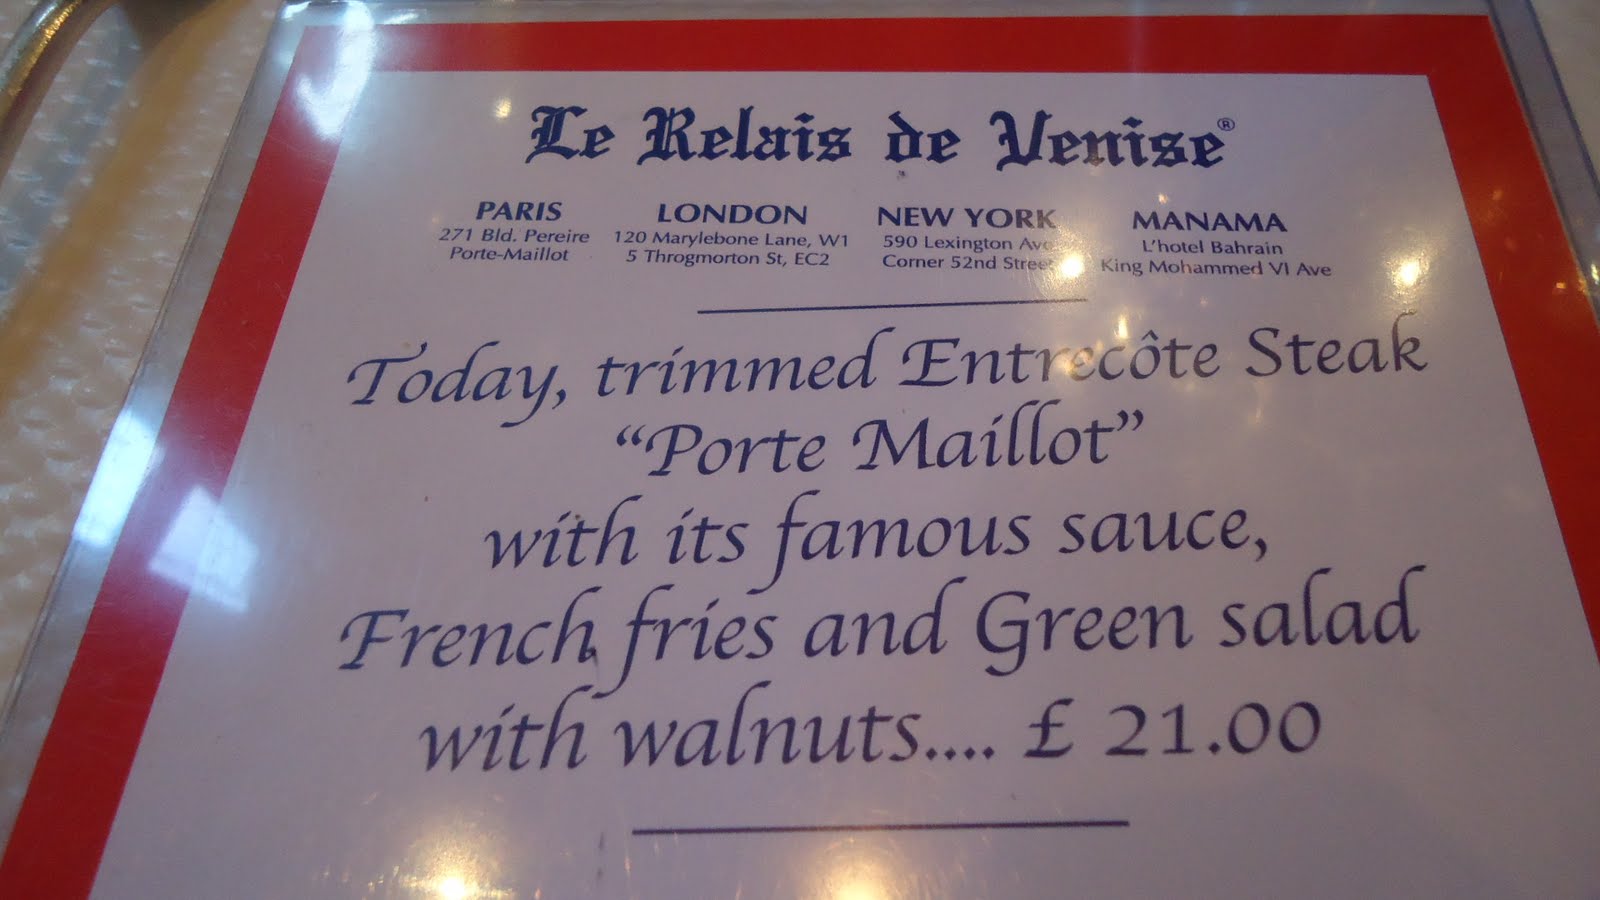 Le Relais de Venise®
PARIS
271 Bld. Pereire
Porte-Maillot
LONDON
120 Marylebone Lane, W1
5 Throgmorton St, EC2
NEW YORK
590 Lexington Ave
Corner 52nd Street
MANAMA
L'hotel Bahrain
King Mohammed VI Ave
Today, trimmed Entrecôte Steak
“Porte Maillot”
with its famous sauce,
French fries and Green salad
with walnuts.... £ 21.00